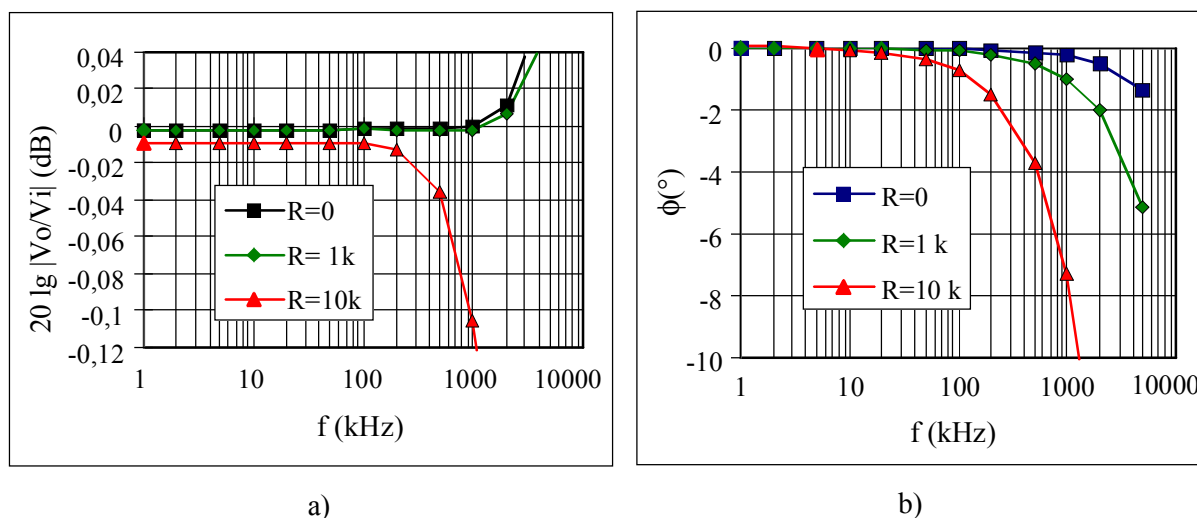 0,04
0,02
0
-0,02
-0,04
-0,06
-0,08
-0,1
-0,12
20 lg |Vo/Vi| (dB)
R=0
R= 1k
R=10k
1
10
100
1000
10000
f (kHz)
a)
0
-2
-4
-6
-8
-10
ϕ(°)
R=0
R=1 k
R=10 k
1
10
100
1000
10000
f (kHz)
b)